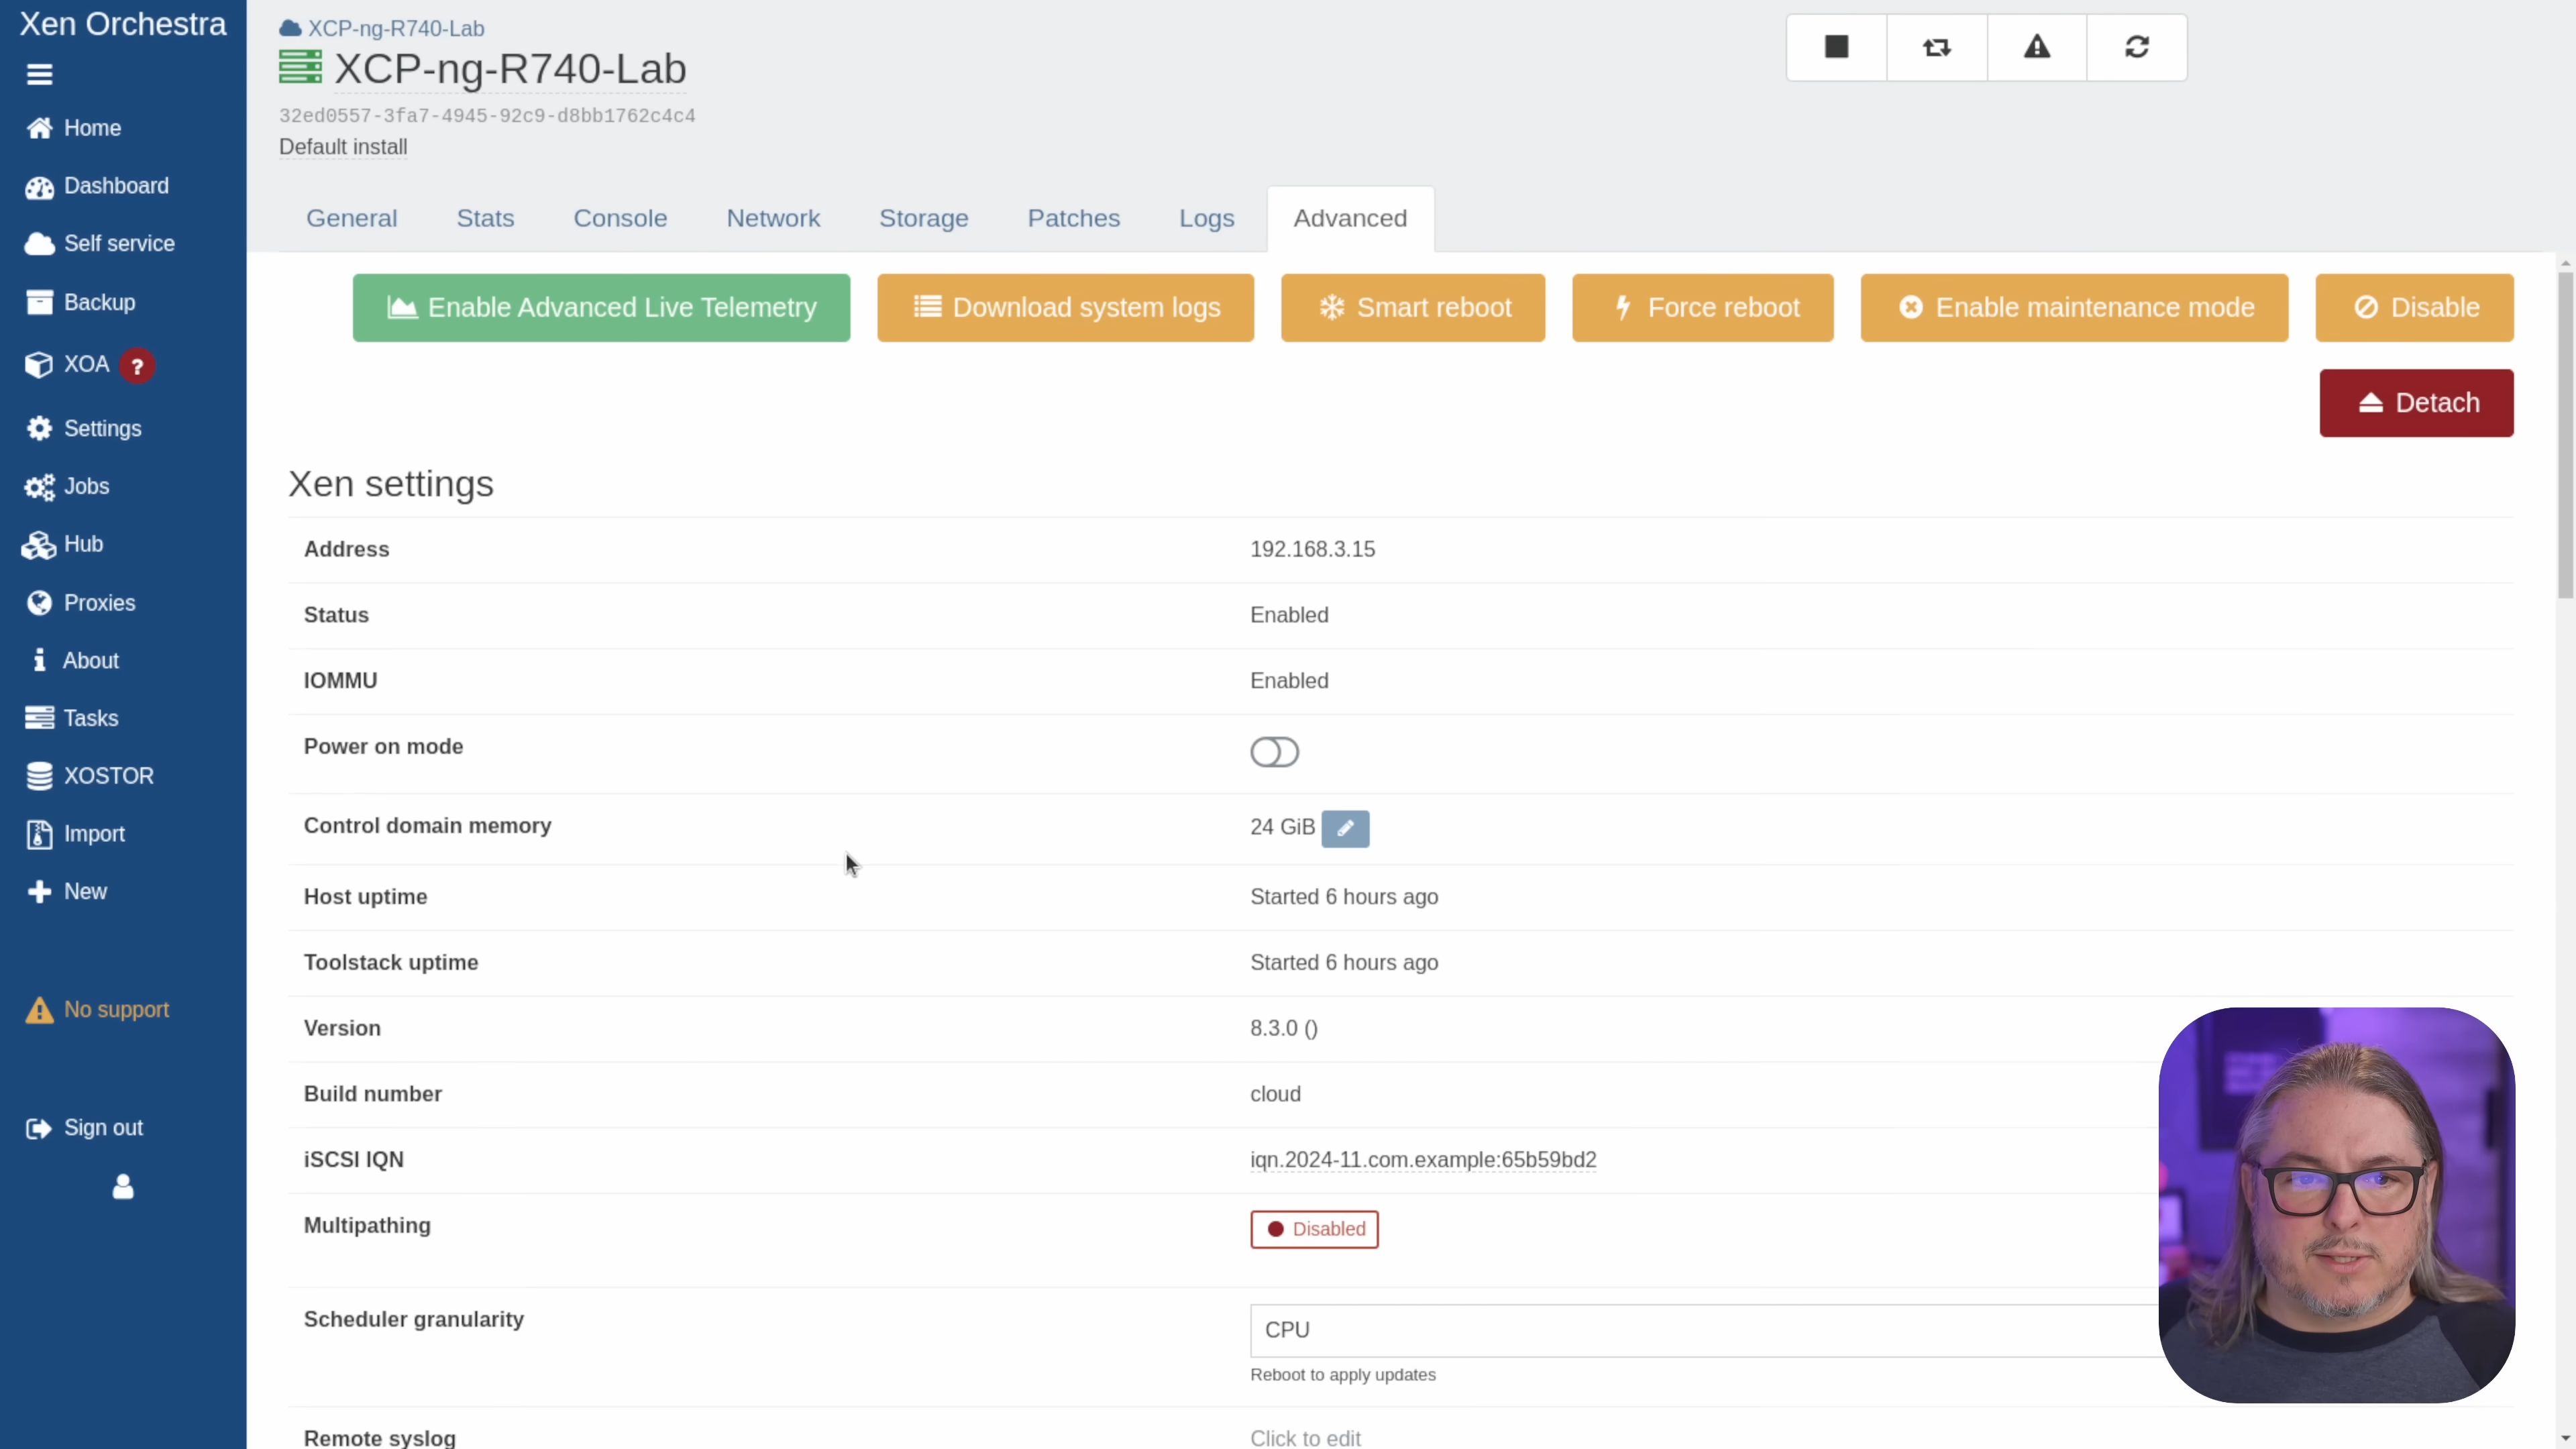 Xen Orchestra
Home
Dashboard
Self service
Backup
XOA ?
Settings
Jobs
Hub
Proxies
About
Tasks
XOSTOR
Import
New
No support
Sign out
XCP-ng-R740-Lab
XCP-ng-R740-Lab
32ed0557-3fa7-4945-92c9-d8bb1762c4c4
Default install
General Stats Console Network Storage Patches Logs Advanced
Enable Advanced Live Telemetry Download system logs Smart reboot Force reboot Enable maintenance mode Disable
Detach
Xen settings
Address 192.168.3.15
Status Enabled
IOMMU Enabled
Power on mode
Control domain memory 24 GiB
Host uptime Started 6 hours ago
Toolstack uptime Started 6 hours ago
Version 8.3.0 ()
Build number cloud
iSCSI IQN iqn.2024-11.com.example:65b59bd2
Multipathing Disabled
Scheduler granularity CPU
Reboot to apply updates
Remote syslog Click to edit